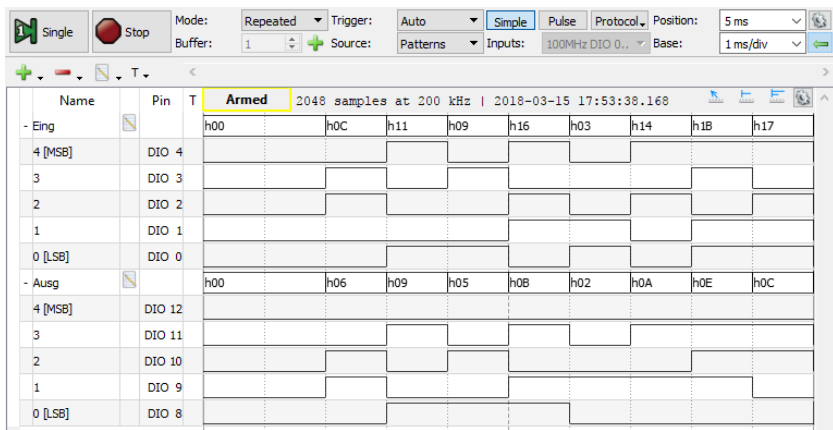 Single Stop Mode: Repeated Trigger: Auto Simple Pulse Protocol Position: 5 ms
Buffer: 1 Source: Patterns Inputs: 100MHz DIO 0.. Base: 1 ms/div
T
Name Pin T Armed 2048 samples at 200 kHz | 2018-03-15 17:53:38.168
- Eing h00 h0C h11 h09 h16 h03 h14 h1B h17
4 [MSB] DIO 4
3 DIO 3
2 DIO 2
1 DIO 1
0 [LSB] DIO 0
- Ausg h00 h06 h09 h05 h0B h02 h0A h0E h0C
4 [MSB] DIO 12
3 DIO 11
2 DIO 10
1 DIO 9
0 [LSB] DIO 8